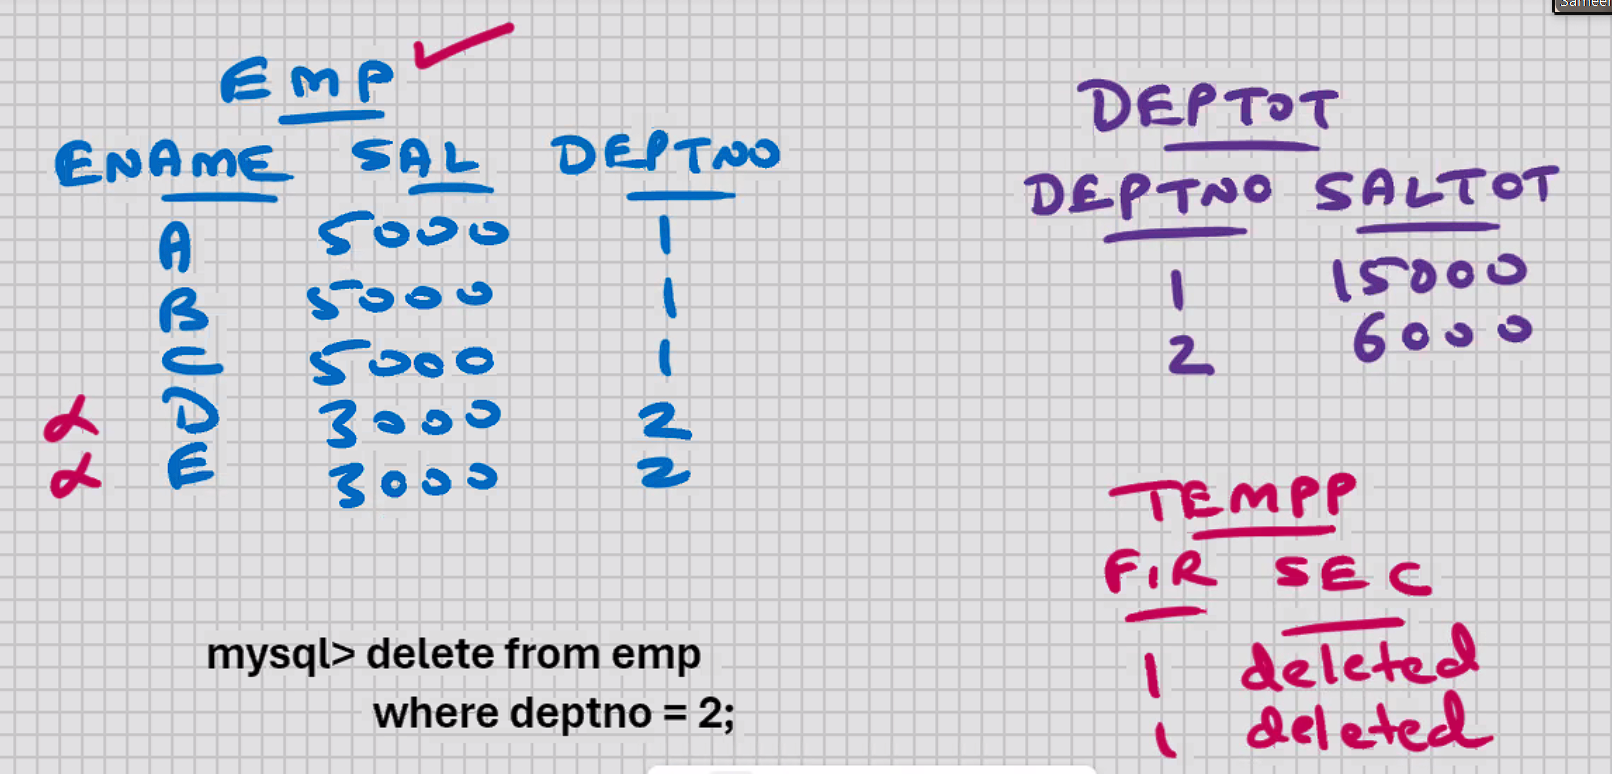 Sameer
EMP
ENAME SAL DEPTNO
A 5000 1
B 5000 1
C 5000 1
D 3000 2
E 3000 2
mysql> delete from emp
where deptno = 2;
DEPTOT
DEPTNO SALTOT
1 15000
2 6000
TEMPP
FIR SEC
1 deleted
1 deleted